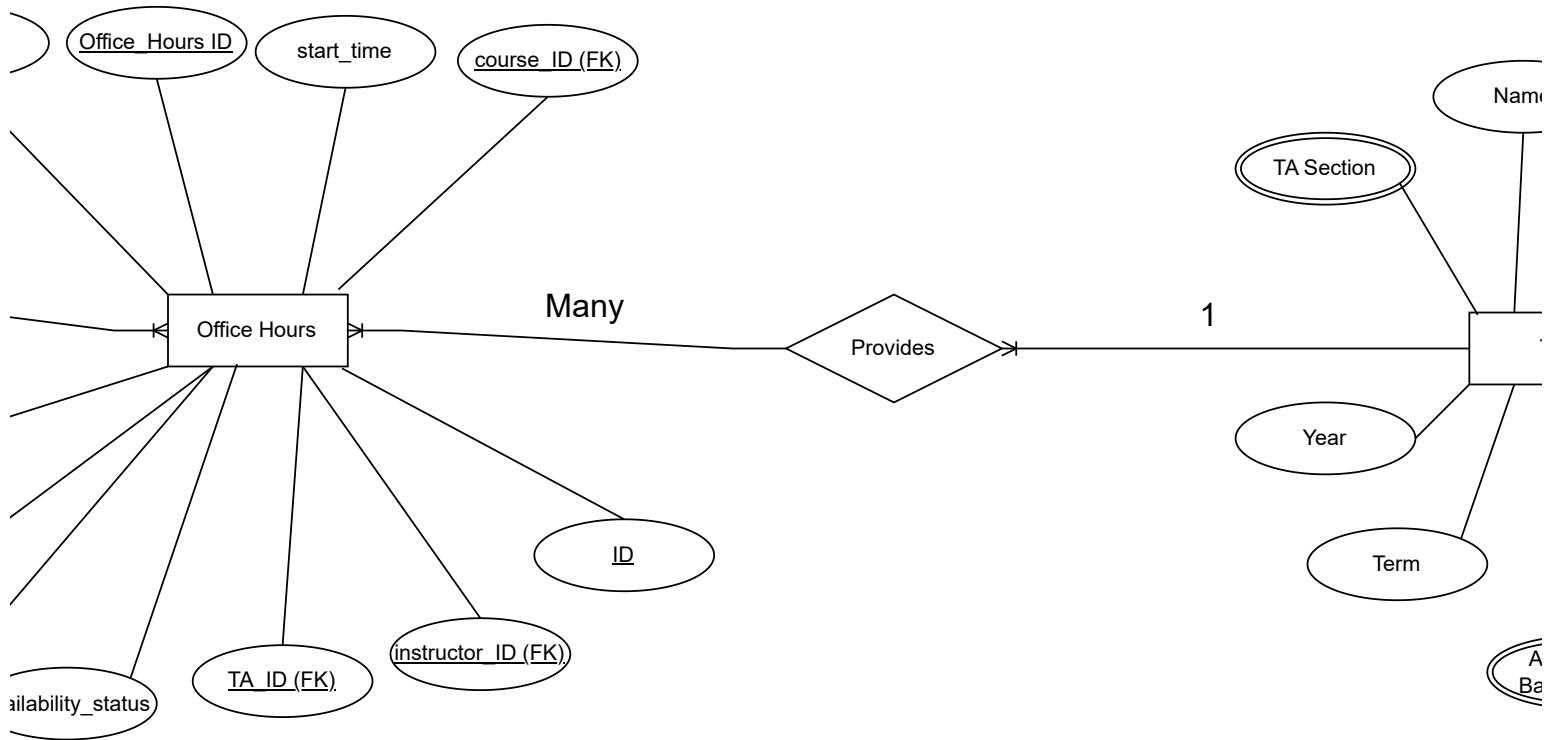 Office_Hours ID
start_time
course_ID (FK)
Name
TA Section
Many
1
Office Hours
Provides
Year
ID
Term
instructor_ID (FK)
TA_ID (FK)
ailability_status